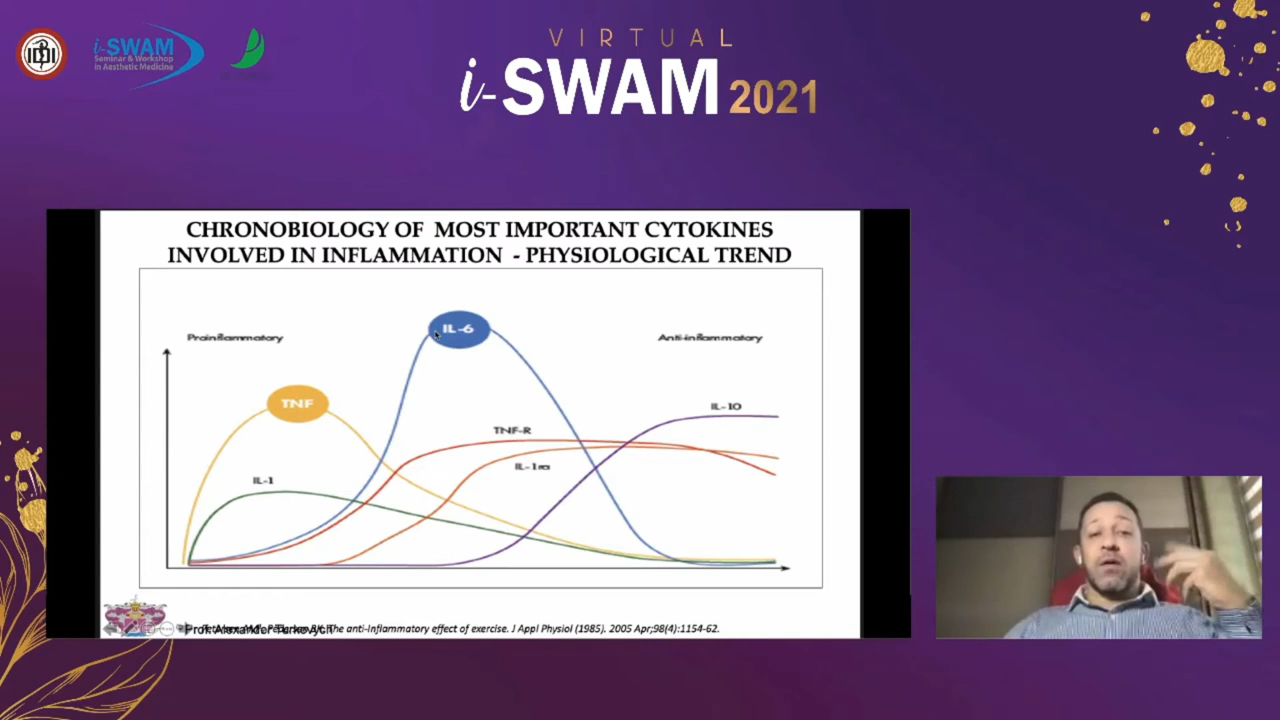 VIRTUAL
i-SWAM 2021
i-SWAM
Seminar & Workshop
in Aesthetic Medicine
CHRONOBIOLOGY OF MOST IMPORTANT CYTOKINES
INVOLVED IN INFLAMMATION - PHYSIOLOGICAL TREND
Proinflammatory
IL-6
Anti-inflammatory
TNF
IL-10
TNF-R
IL-1ra
IL-1
Prof. Alexander
The anti-inflammatory effect of exercise. J Appl Physiol (1985). 2005 Apr;98(4):1154-62.